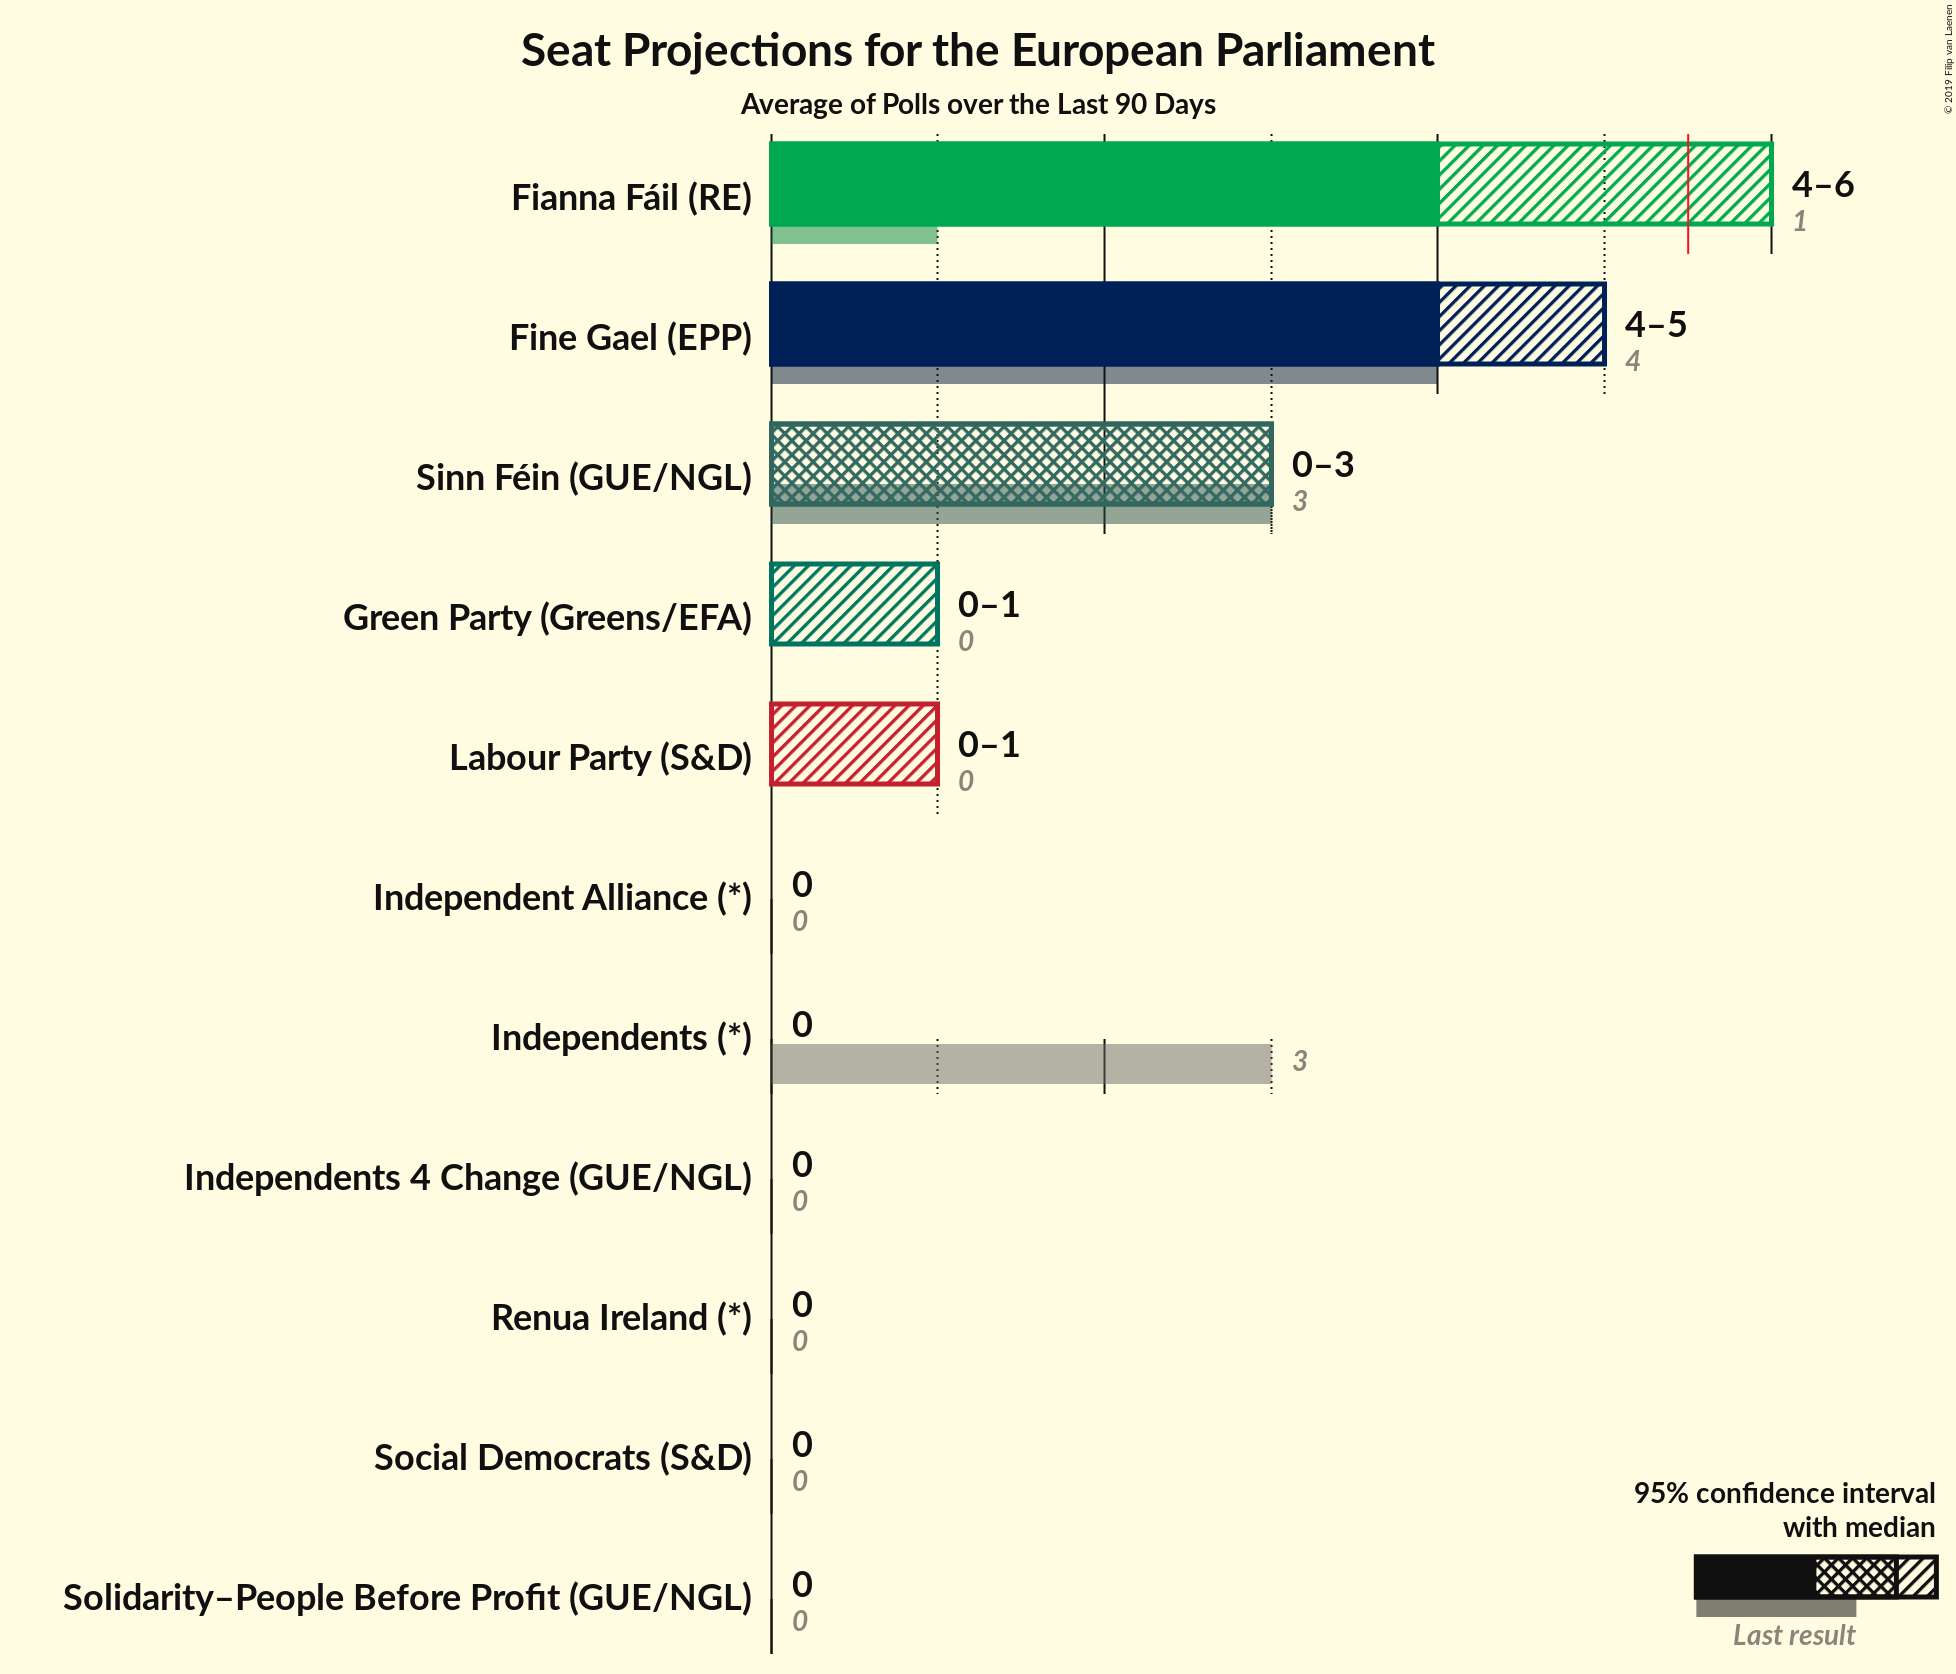 Seat Projections for the European Parliament
Average of Polls over the Last 90 Days
© 2019 Filip van Laenen
Fianna Fáil (RE)
4–6
1
Fine Gael (EPP)
4–5
4
Sinn Féin (GUE/NGL)
0–3
3
Green Party (Greens/EFA)
0–1
0
Labour Party (S&D)
0–1
0
Independent Alliance (*)
0
0
Independents (*)
0
3
Independents 4 Change (GUE/NGL)
0
0
Renua Ireland (*)
0
0
Social Democrats (S&D)
0
0
Solidarity–People Before Profit (GUE/NGL)
0
0
95% confidence interval
with median
Last result